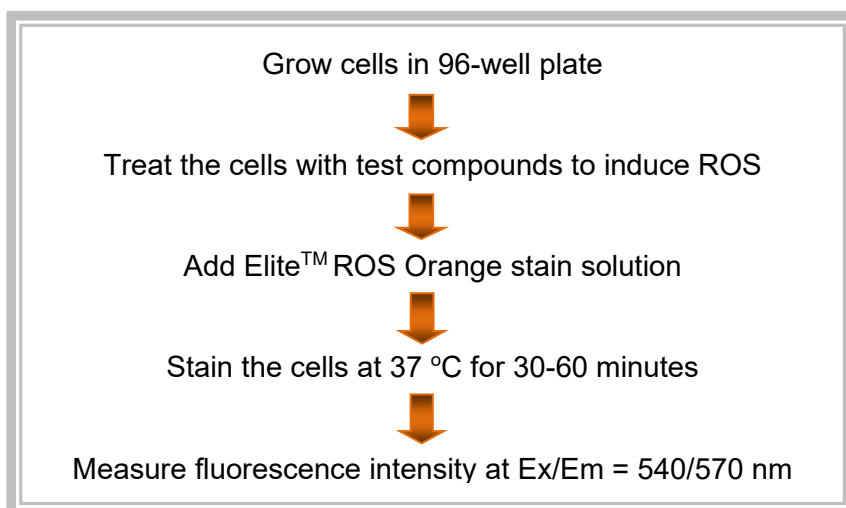 Grow cells in 96-well plate
Treat the cells with test compounds to induce ROS
Add Elite™ ROS Orange stain solution
Stain the cells at 37 ºC for 30-60 minutes
Measure fluorescence intensity at Ex/Em = 540/570 nm